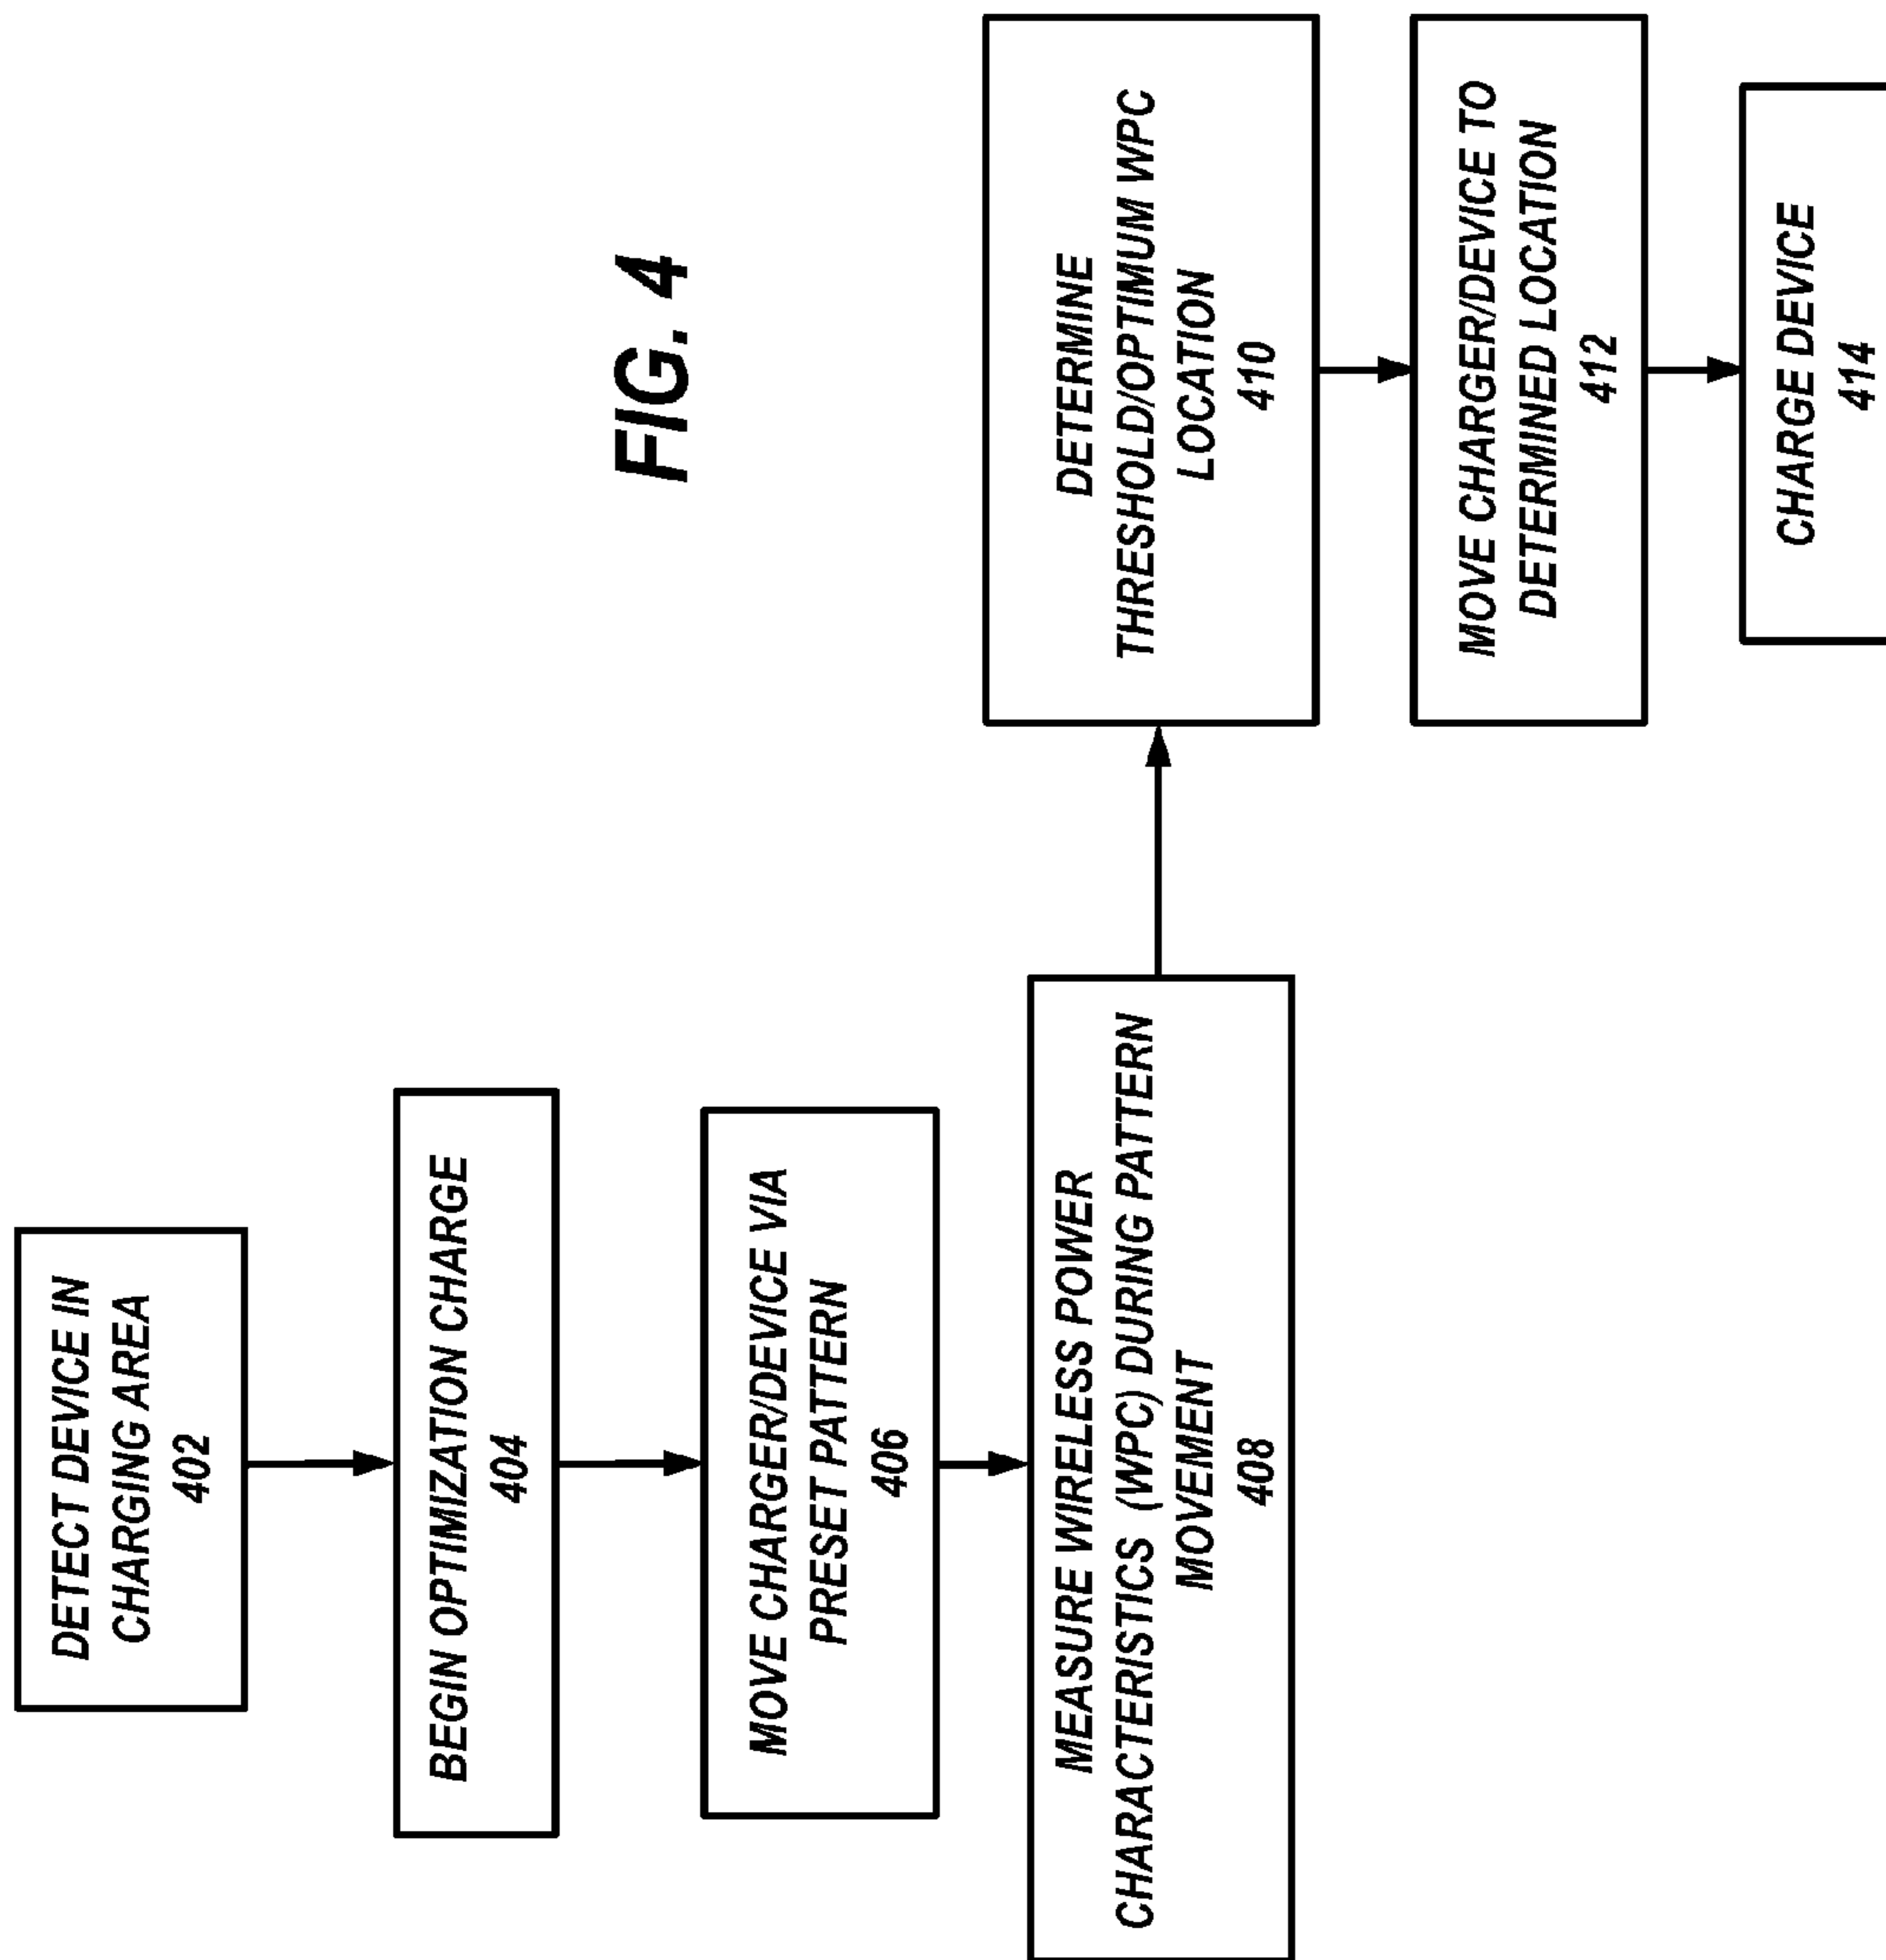 DETECT DEVICE IN
CHARGING AREA
402
BEGIN OPTIMIZATION CHARGE
404
MOVE CHARGER/DEVICE VIA
PRESET PATTERN
406
MEASURE WIRELESS POWER
CHARACTERISTICS (WPC) DURING PATTERN
MOVEMENT
408
FIG. 4
DETERMINE
THRESHOLD/OPTIMUM WPC
LOCATION
410
MOVE CHARGER/DEVICE TO
DETERMINED LOCATION
412
CHARGE DEVICE
414